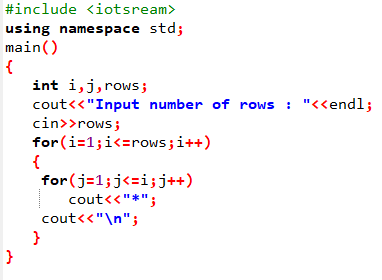 #include <iotsream>
using namespace std;
main()
{
int i,j,rows;
cout<<"Input number of rows : "<<endl;
cin>>rows;
for(i=1;i<=rows;i++)
{
for(j=1;j<=i;j++)
cout<<"*";
cout<<"\n";
}
}